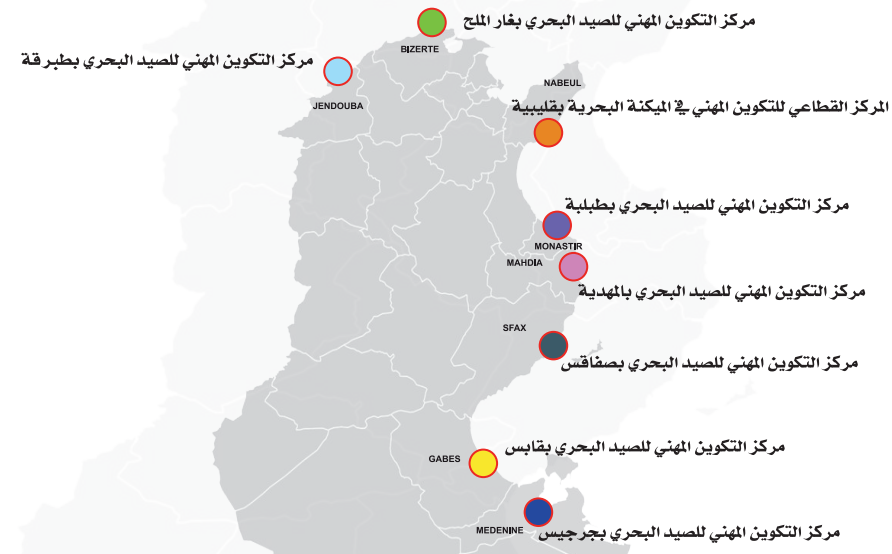 مركز التكوين المهني للصيد البحري بغار الملح
BIZERTE
مركز التكوين المهني للصيد البحري بطبرقة
JENDOUBA
NABEUL
المركز القطاعي للتكوين المهني في الميكنة البحرية بقليبية
مركز التكوين المهني للصيد البحري بطبلبة
MONASTIR
MAHDIA
مركز التكوين المهني للصيد البحري بالمهدية
SFAX
مركز التكوين المهني للصيد البحري بصفاقس
مركز التكوين المهني للصيد البحري بقابس
GABES
MEDENINE
مركز التكوين المهني للصيد البحري بجرجيس